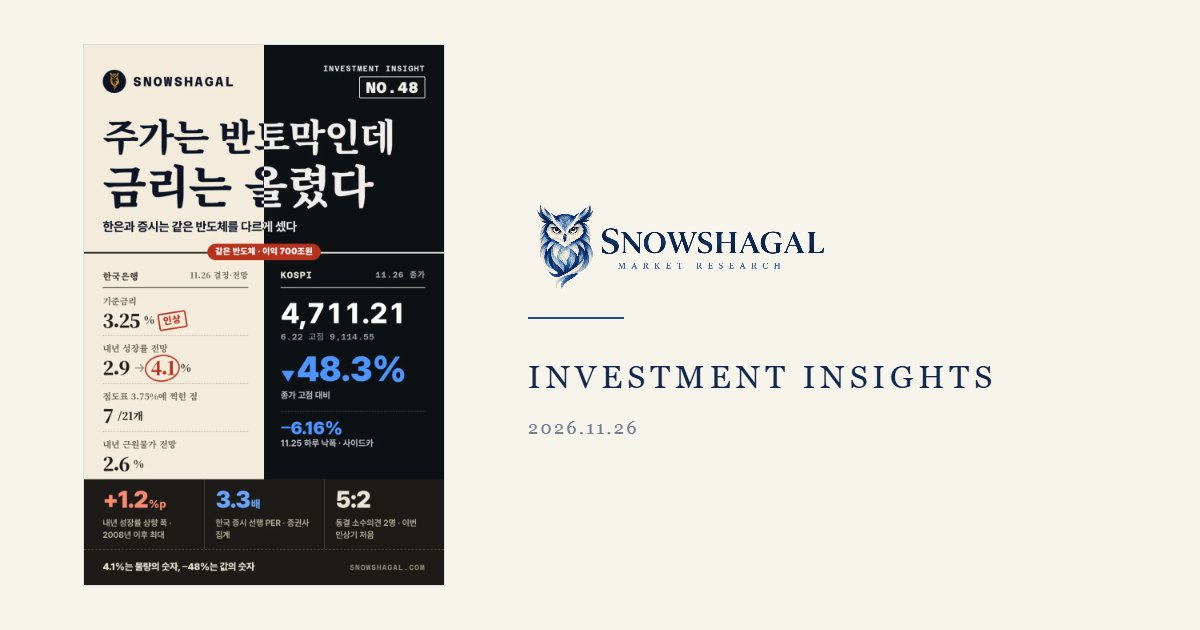 SNOWSHAGAL
INVESTMENT INSIGHT
NO.48
주가는 반토막인데
금리는 올렸다
한은과 증시는 같은 반도체를 다르게 셌다
같은 반도체 · 이익 700조원
한국은행 11.26 결정·전망
기준금리
3.25 % 인상
내년 성장률 전망
2.9 → 4.1 %
점도표 3.75%에 찍힌 점
7 /21개
내년 근원물가 전망
2.6 %
KOSPI 11.26 종가
4,711.21
6.22 고점 9,114.55
▼48.3%
종가 고점 대비
−6.16%
11.25 하루 낙폭 · 사이드카
+1.2%p
내년 성장률 상향 폭 ·
2008년 이후 최대
3.3배
한국 증시 선행 PER · 증권사
집계
5:2
동결 소수의견 2명 · 이번
인상기 처음
4.1%는 물량의 숫자, −48%는 값의 숫자
SNOWSHAGAL.COM
SNOWSHAGAL
MARKET RESEARCH
INVESTMENT INSIGHTS
2026.11.26